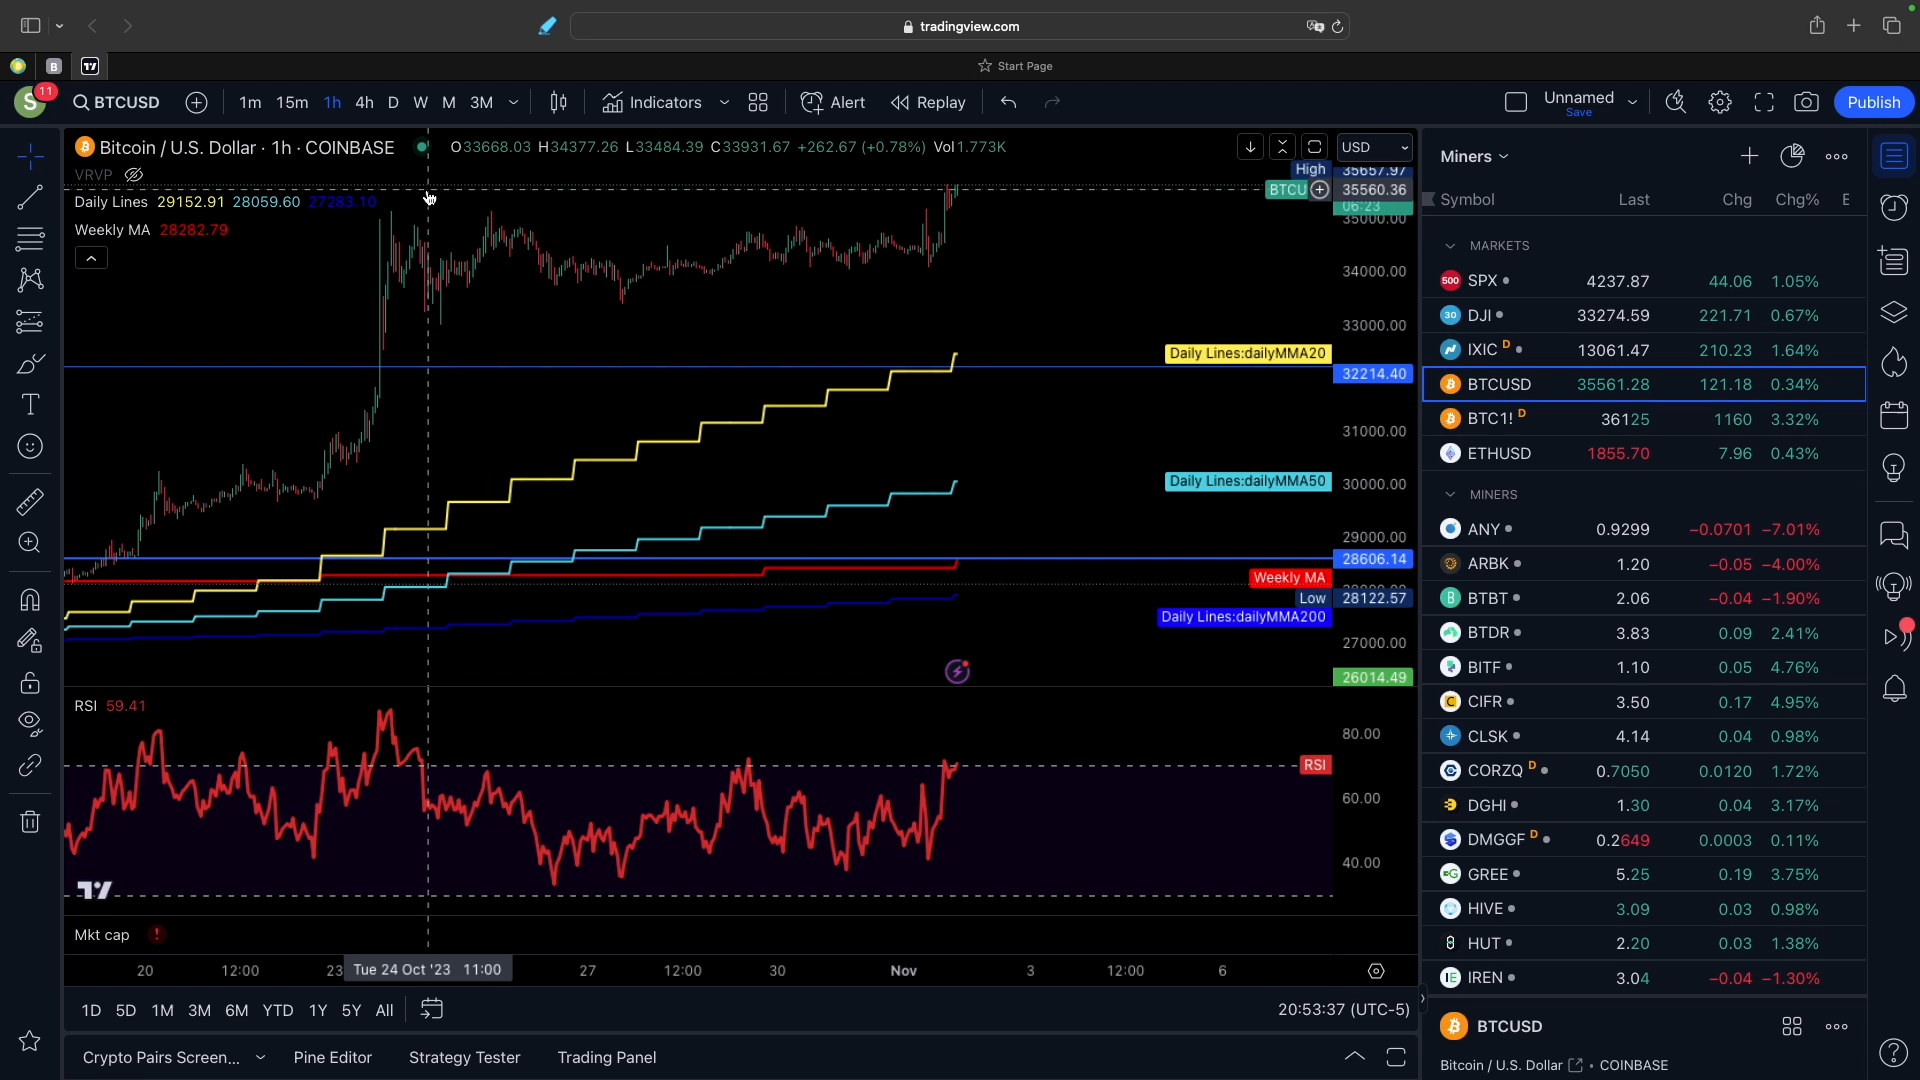 tradingview.com
B
Start Page
S 11 BTCUSD 1m 15m 1h 4h D W M 3M Indicators Alert Replay Unnamed Save Publish
Bitcoin / U.S. Dollar · 1h · COINBASE O33668.03 H34377.26 L33484.39 C33931.67 +262.67 (+0.78%) Vol1.773K USD
VRVP
Daily Lines 29152.91 28059.60 27283.10
Weekly MA 28282.79
High 35657.97
BTCU 35560.36
06:23
35000.00
34000.00
33000.00
Daily Lines:dailyMMA20
32214.40
31000.00
Daily Lines:dailyMMA50 30000.00
29000.00
28606.14
Weekly MA
Low 28122.57
Daily Lines:dailyMMA200
27000.00
26014.49
RSI 59.41
80.00
RSI
60.00
40.00
Mkt cap !
20 12:00 23 Tue 24 Oct '23 11:00 27 12:00 30 Nov 3 12:00 6
1D 5D 1M 3M 6M YTD 1Y 5Y All 20:53:37 (UTC-5)
Crypto Pairs Screen... Pine Editor Strategy Tester Trading Panel
Miners
Symbol Last Chg Chg% E
MARKETS
500 SPX 4237.87 44.06 1.05%
30 DJI 33274.59 221.71 0.67%
IXIC D 13061.47 210.23 1.64%
BTCUSD 35561.28 121.18 0.34%
BTC1! D 36125 1160 3.32%
ETHUSD 1855.70 7.96 0.43%
MINERS
ANY 0.9299 −0.0701 −7.01%
ARBK 1.20 −0.05 −4.00%
BTBT 2.06 −0.04 −1.90%
BTDR 3.83 0.09 2.41%
BITF 1.10 0.05 4.76%
CIFR 3.50 0.17 4.95%
CLSK 4.14 0.04 0.98%
CORZQ D 0.7050 0.0120 1.72%
DGHI 1.30 0.04 3.17%
DMGGF D 0.2649 0.0003 0.11%
GREE 5.25 0.19 3.75%
HIVE 3.09 0.03 0.98%
HUT 2.20 0.03 1.38%
IREN 3.04 −0.04 −1.30%
BTCUSD
Bitcoin / U.S. Dollar • COINBASE